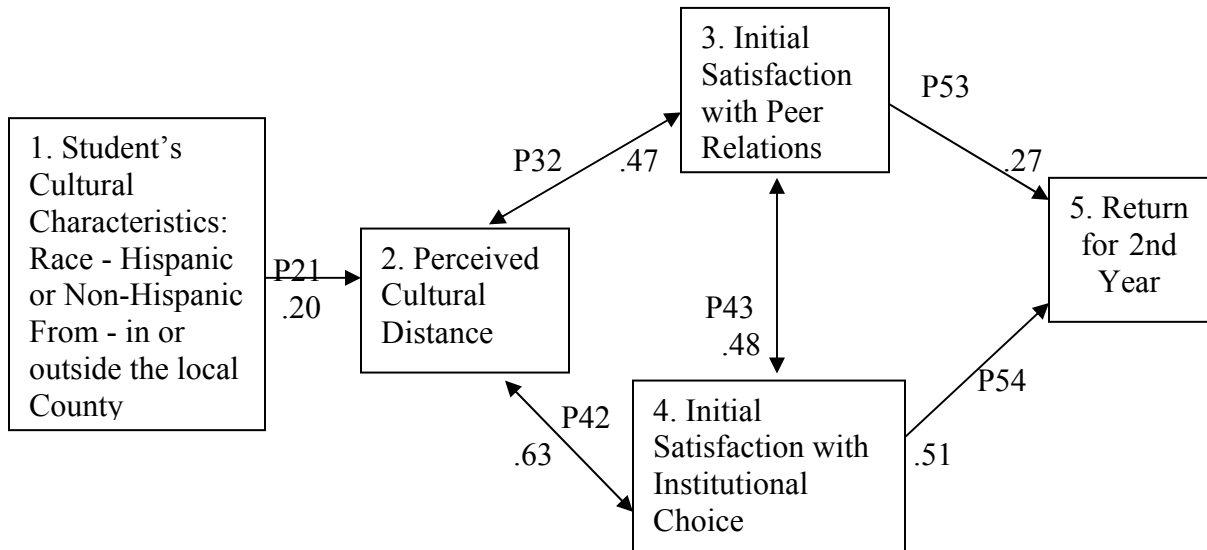 1. Student's
Cultural
Characteristics:
Race - Hispanic
or Non-Hispanic
From - in or
outside the local
County
P21
.20
2. Perceived
Cultural
Distance
P32
.47
3. Initial
Satisfaction
with Peer
Relations
P43
.48
P42
.63
4. Initial
Satisfaction with
Institutional
Choice
P53
.27
P54
.51
5. Return
for 2nd
Year